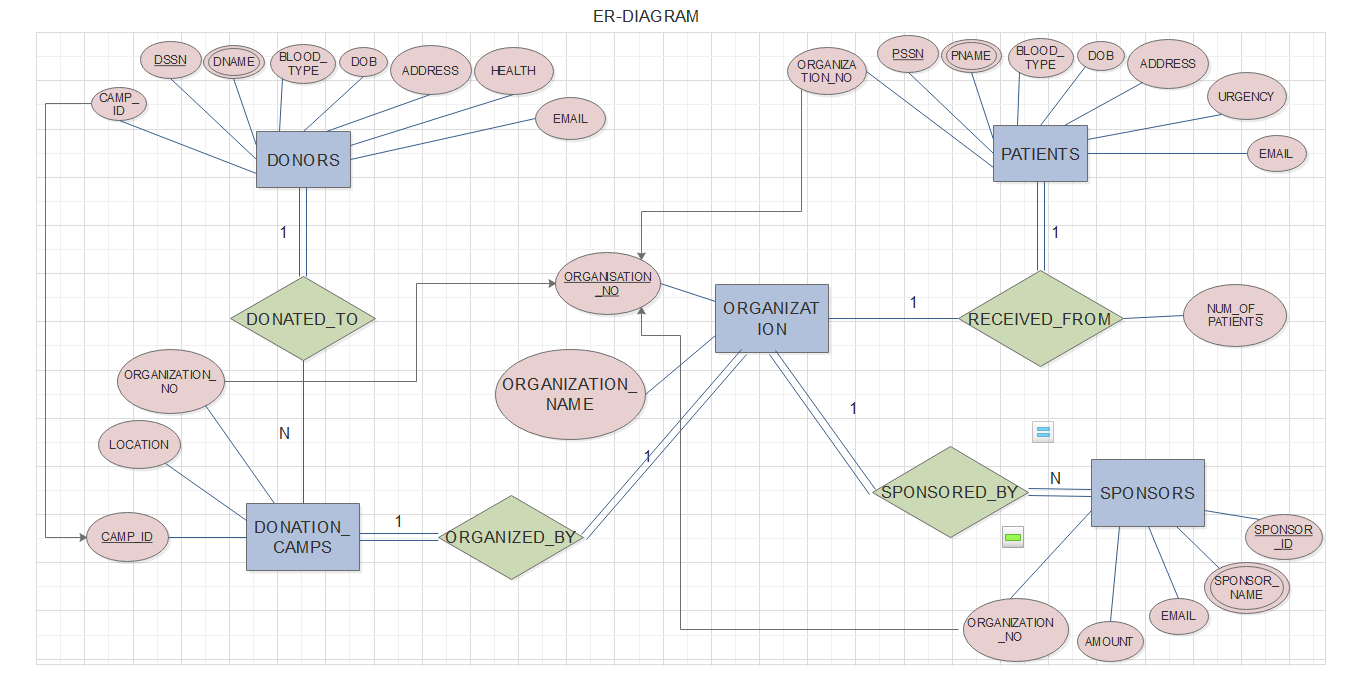 ER-DIAGRAM
DSSN
DNAME
BLOOD_
TYPE
DOB
ADDRESS
HEALTH
EMAIL
CAMP_
ID
DONORS
1
DONATED_TO
N
ORGANIZATION_
NO
LOCATION
CAMP_ID
DONATION_
CAMPS
1
ORGANIZED_BY
1
ORGANISATION
_NO
ORGANIZATION_
NAME
ORGANIZAT
ION
1
RECEIVED_FROM
NUM_OF_
PATIENTS
1
PATIENTS
ORGANIZA
TION_NO
PSSN
PNAME
BLOOD_
TYPE
DOB
ADDRESS
URGENCY
EMAIL
1
SPONSORED_BY
N
SPONSORS
SPONSOR
_ID
SPONSOR_
NAME
EMAIL
AMOUNT
ORGANIZATION
_NO